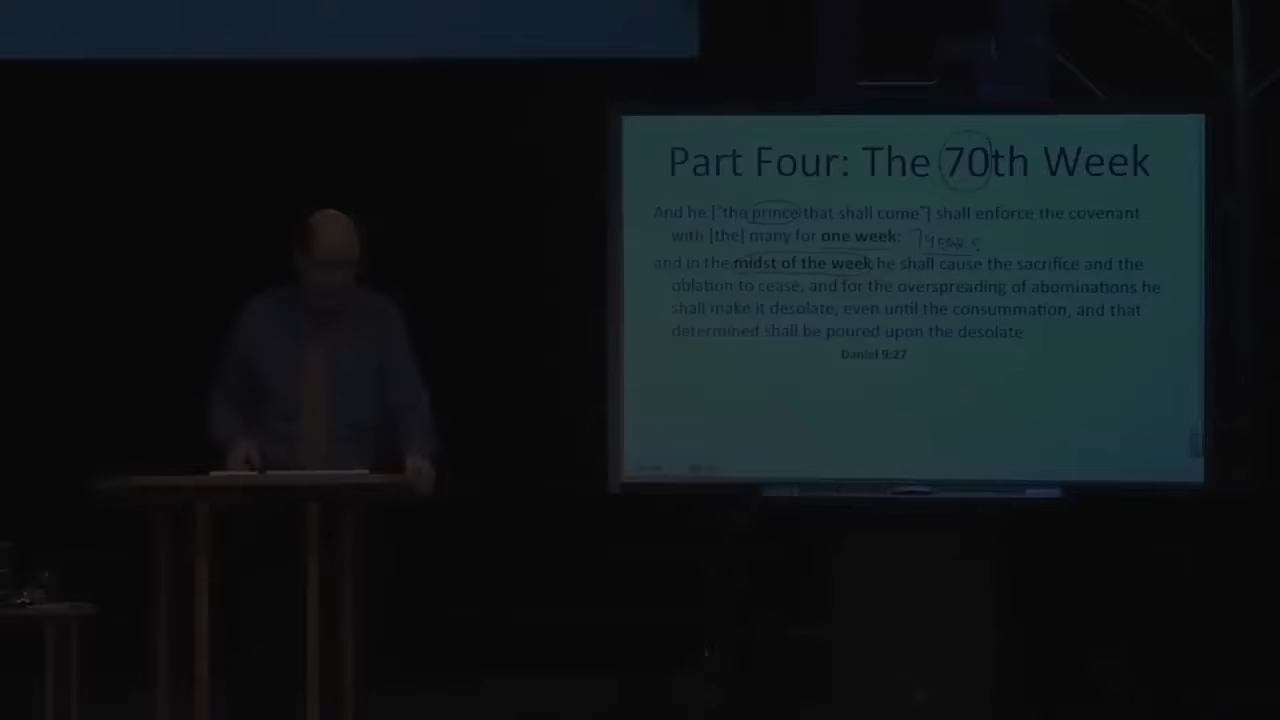 Part Four: The 70th Week
And he ["the prince that shall come"] shall enforce the covenant
with [the] many for one week: 7 years
and in the midst of the week he shall cause the sacrifice and the
oblation to cease, and for the overspreading of abominations he
shall make it desolate, even until the consummation, and that
determined shall be poured upon the desolate
Daniel 9:27